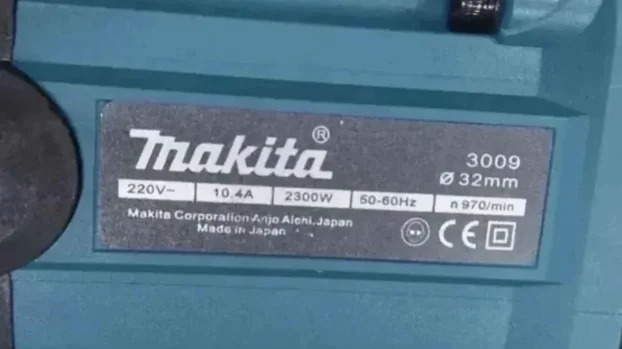 makita®
3009
Ø 32mm
220V~ 10.4A 2300W 50-60Hz n 970/min
Makita Corporation Anjo Aichi, Japan
Made in Japan
CE